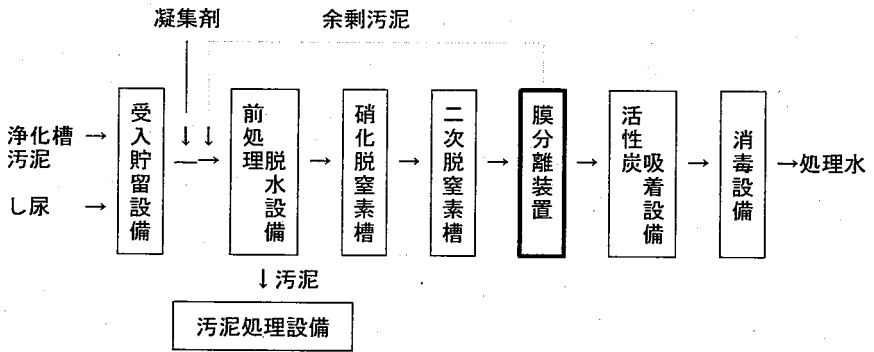 凝集剤
余剰汚泥
浄化槽
汚泥
し尿
受入貯留設備
前処理
脱水設備
硝化脱窒素槽
二次脱窒素槽
膜分離装置
活性炭
吸着設備
消毒設備
処理水
汚泥
汚泥処理設備